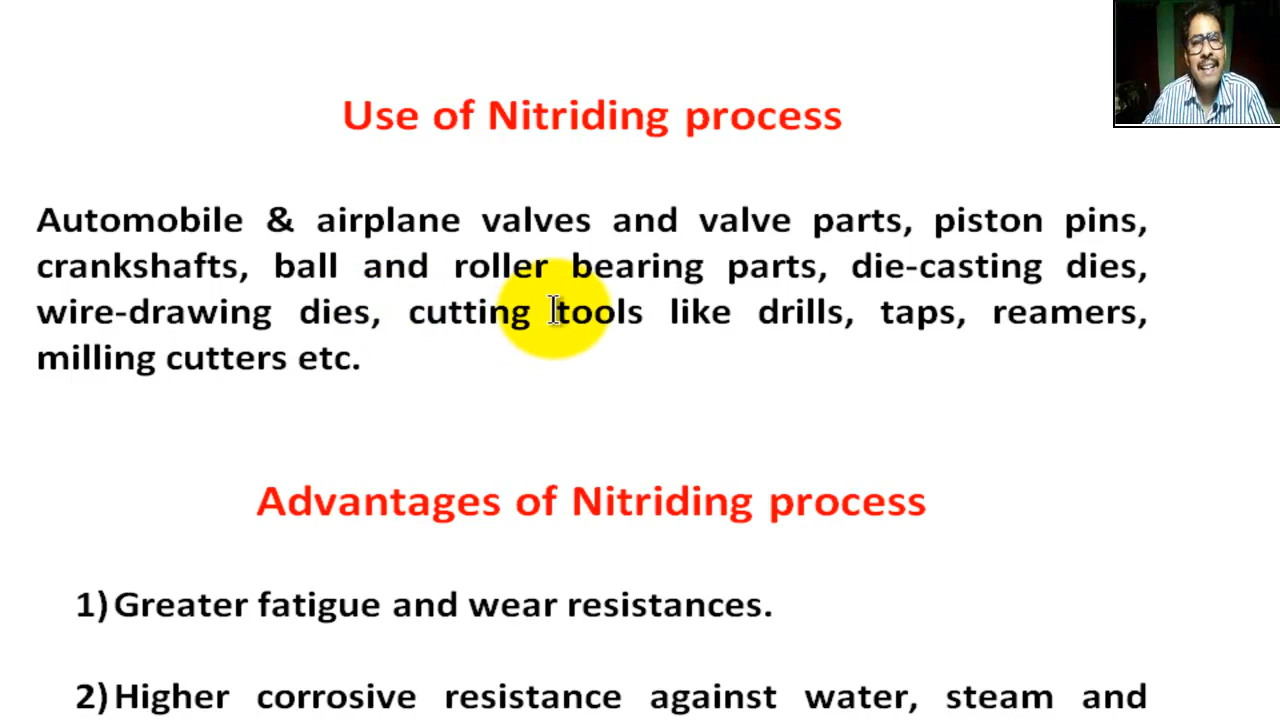 Use of Nitriding process
Automobile & airplane valves and valve parts, piston pins,
crankshafts, ball and roller bearing parts, die-casting dies,
wire-drawing dies, cutting tools like drills, taps, reamers,
milling cutters etc.
Advantages of Nitriding process
1) Greater fatigue and wear resistances.
2) Higher corrosive resistance against water, steam and